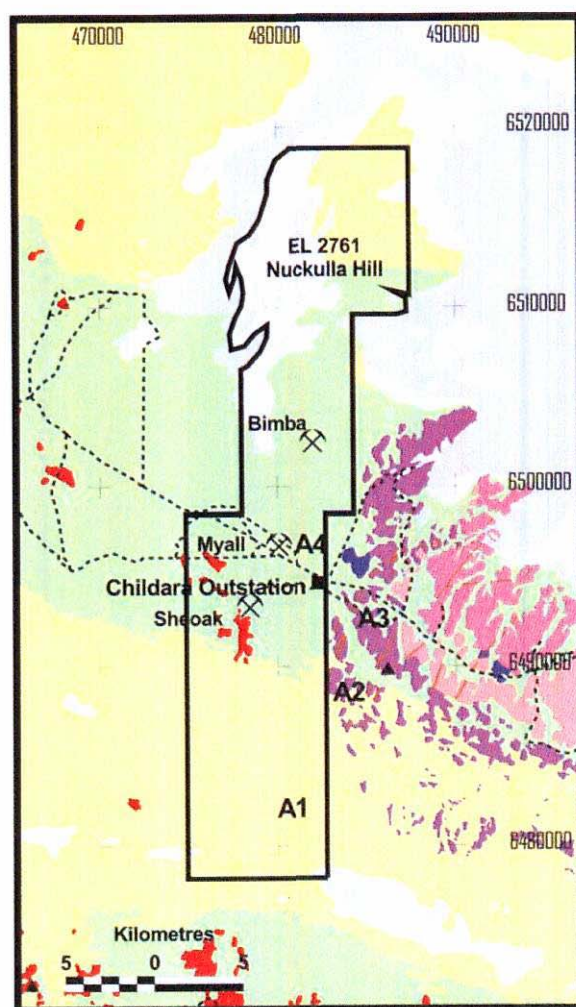 470000 480000 490000
6520000
EL 2761
Nuckulla Hill
6510000
Bimba
6500000
Myall A4
Childara Outstation
Sheoak A3
6490000
A2
A1
6480000
Kilometres
5 0 5